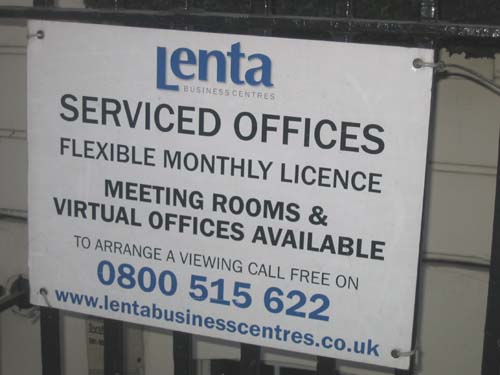 Lenta
BUSINESS CENTRES
SERVICED OFFICES
FLEXIBLE MONTHLY LICENCE
MEETING ROOMS &
VIRTUAL OFFICES AVAILABLE
TO ARRANGE A VIEWING CALL FREE ON
0800 515 622
www.lentabusinesscentres.co.uk